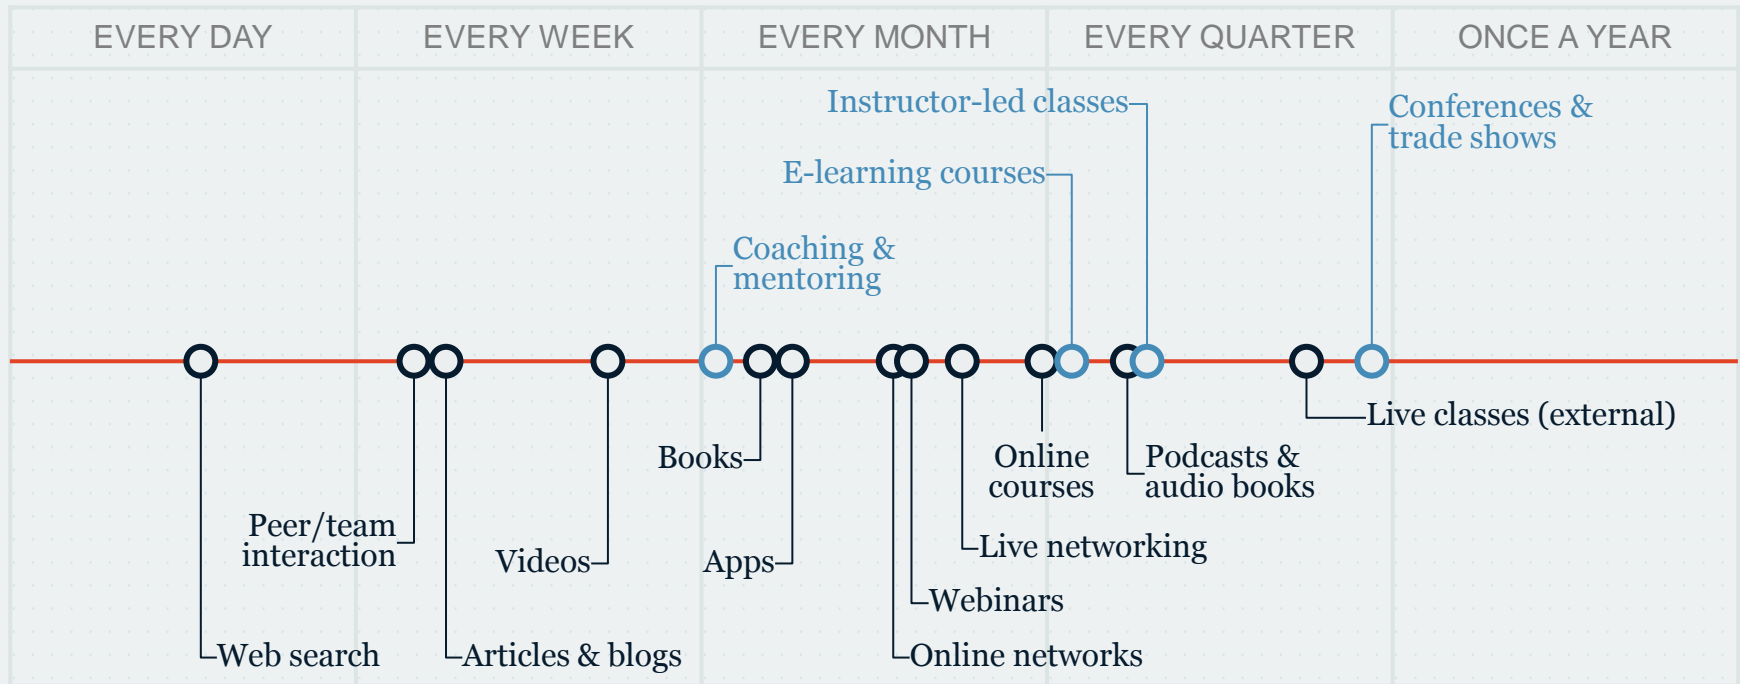 EVERY DAY
EVERY WEEK
EVERY MONTH
EVERY QUARTER
ONCE A YEAR
Instructor-led classes
Conferences &
trade shows
E-learning courses
Coaching &
mentoring
Live classes (external)
Books
Online
courses
Podcasts &
audio books
Peer/team
interaction
Videos
Apps
Live networking
Webinars
Web search
Articles & blogs
Online networks